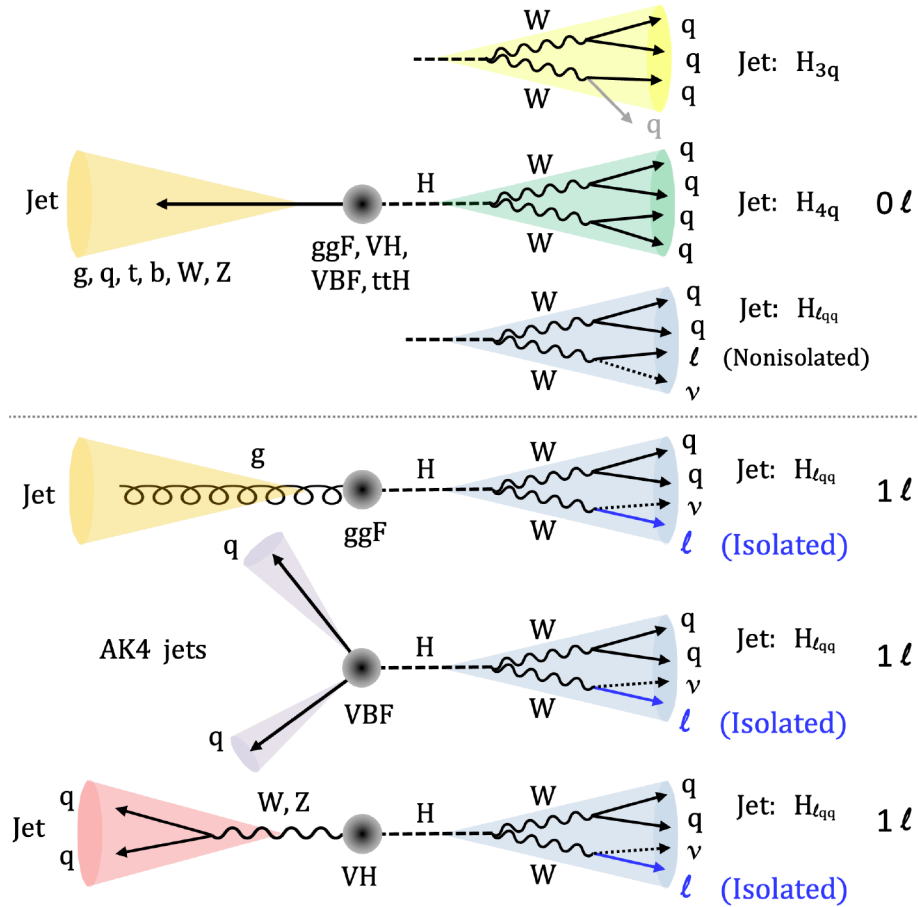 W q
q Jet: H3q
W q
q
W q
Jet H q Jet: H4q 0 ℓ
g, q, t, b, W, Z ggF, VH, W q
VBF, ttH q
W q Jet: Hℓqq
q
W ℓ (Nonisolated)
ν
g W q
Jet H q Jet: Hℓqq 1 ℓ
ggF W ν
ℓ (Isolated)
q
W q
AK4 jets H q Jet: Hℓqq 1 ℓ
VBF W ν
q ℓ (Isolated)
q W, Z W q
Jet H q Jet: Hℓqq 1 ℓ
q VH W ν
ℓ (Isolated)